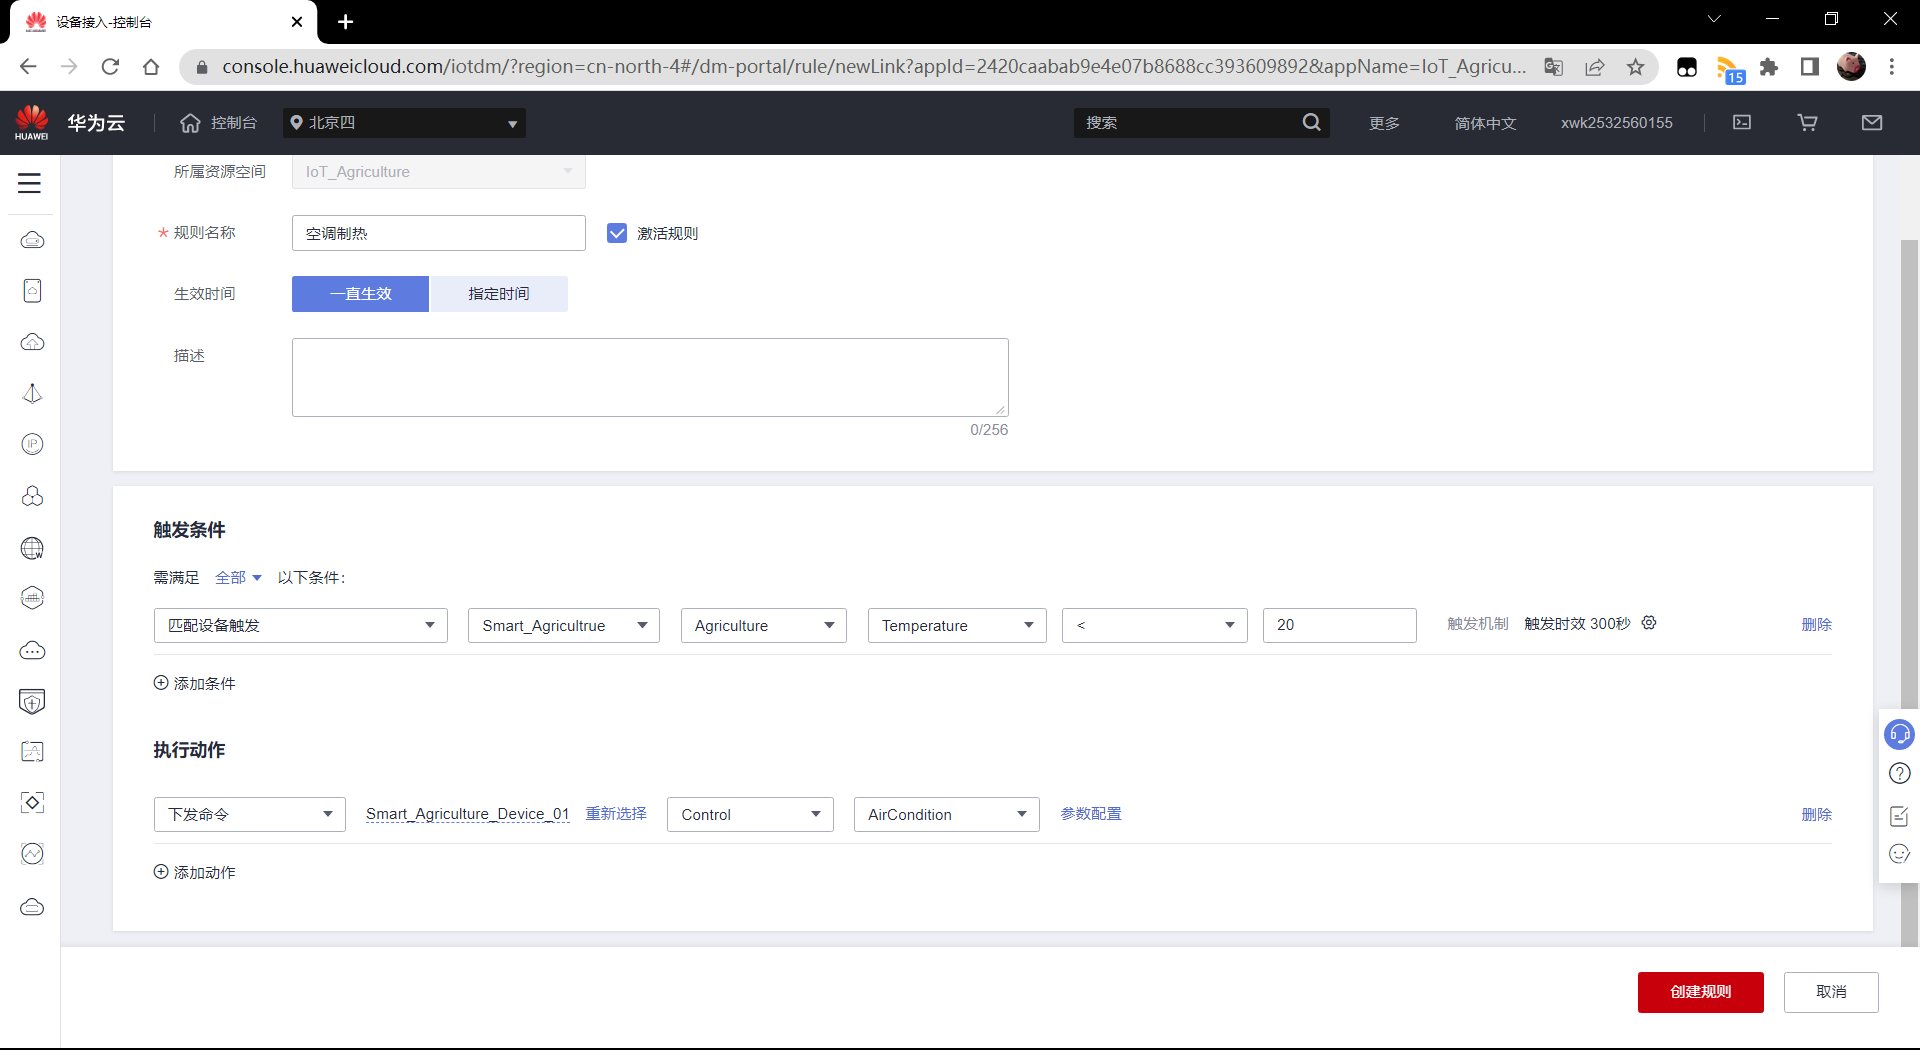 设备接入-控制台
console.huaweicloud.com/iotdm/?region=cn-north-4#/dm-portal/rule/newLink?appId=2420caabab9e4e07b8688cc393609892&appName=IoT_Agricu...
15
HUAWEI
华为云
控制台
北京四
搜索
更多
简体中文
xwk2532560155
所属资源空间
IoT_Agriculture
* 规则名称
空调制热
激活规则
生效时间
一直生效
指定时间
描述
0/256
触发条件
需满足 全部 以下条件：
匹配设备触发
Smart_Agricultrue
Agriculture
Temperature
<
20
触发机制 触发时效 300秒
删除
添加条件
执行动作
下发命令
Smart_Agriculture_Device_01
重新选择
Control
AirCondition
参数配置
删除
添加动作
创建规则
取消